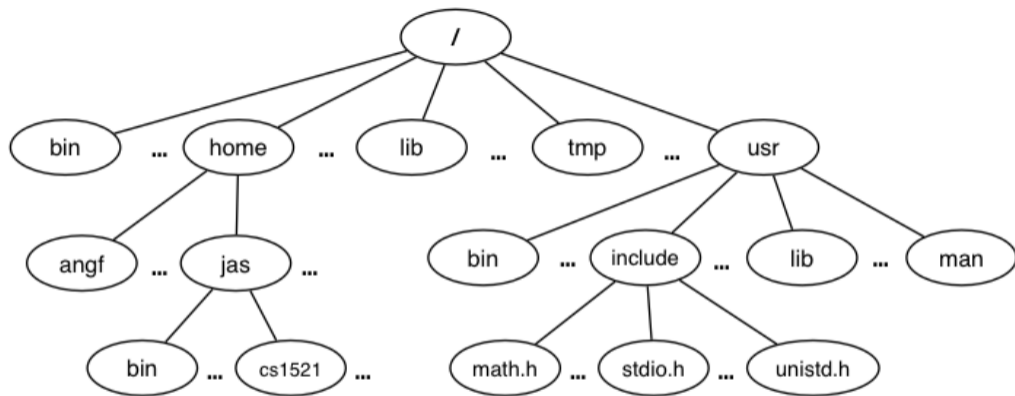 /
bin ... home ... lib ... tmp ... usr
angf ... jas ... bin ... include ... lib ... man
bin ... cs1521 ... math.h ... stdio.h ... unistd.h